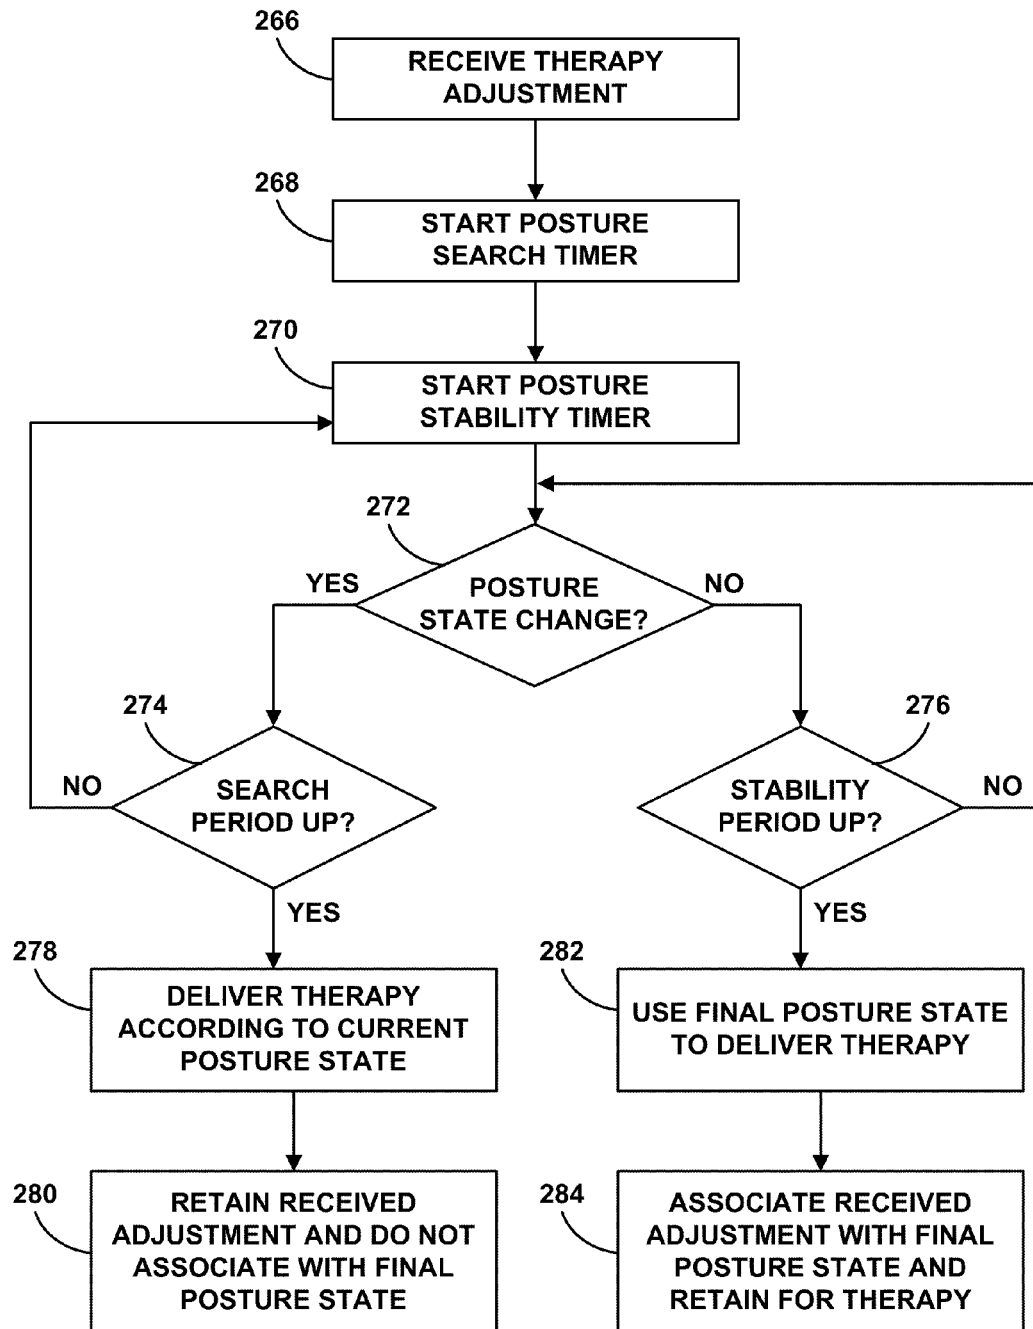 266
RECEIVE THERAPY
ADJUSTMENT
268
START POSTURE
SEARCH TIMER
270
START POSTURE
STABILITY TIMER
272
YES
POSTURE
STATE CHANGE?
NO
274
NO
SEARCH
PERIOD UP?
YES
276
STABILITY
PERIOD UP?
NO
YES
278
DELIVER THERAPY
ACCORDING TO CURRENT
POSTURE STATE
282
USE FINAL POSTURE STATE
TO DELIVER THERAPY
280
RETAIN RECEIVED
ADJUSTMENT AND DO NOT
ASSOCIATE WITH FINAL
POSTURE STATE
284
ASSOCIATE RECEIVED
ADJUSTMENT WITH FINAL
POSTURE STATE AND
RETAIN FOR THERAPY